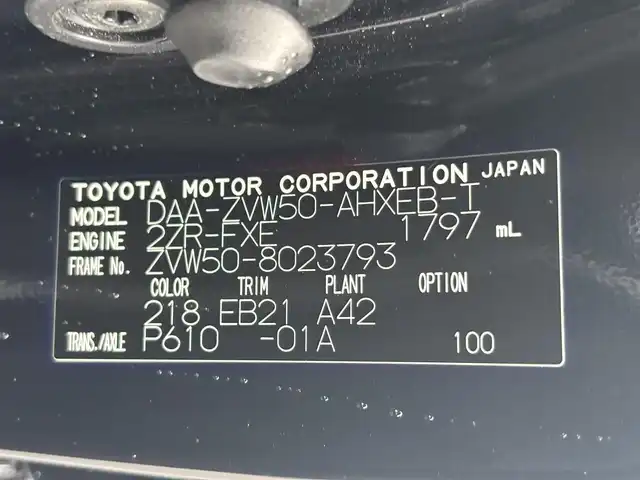 TOYOTA MOTOR CORPORATION JAPAN
MODEL DAA-ZVW50-AHXEB-T
ENGINE 2ZR-FXE 1797 mL
FRAME No. ZVW50-8023793
COLOR TRIM PLANT OPTION
218 EB21 A42
TRANS./AXLE P610 -01A 100